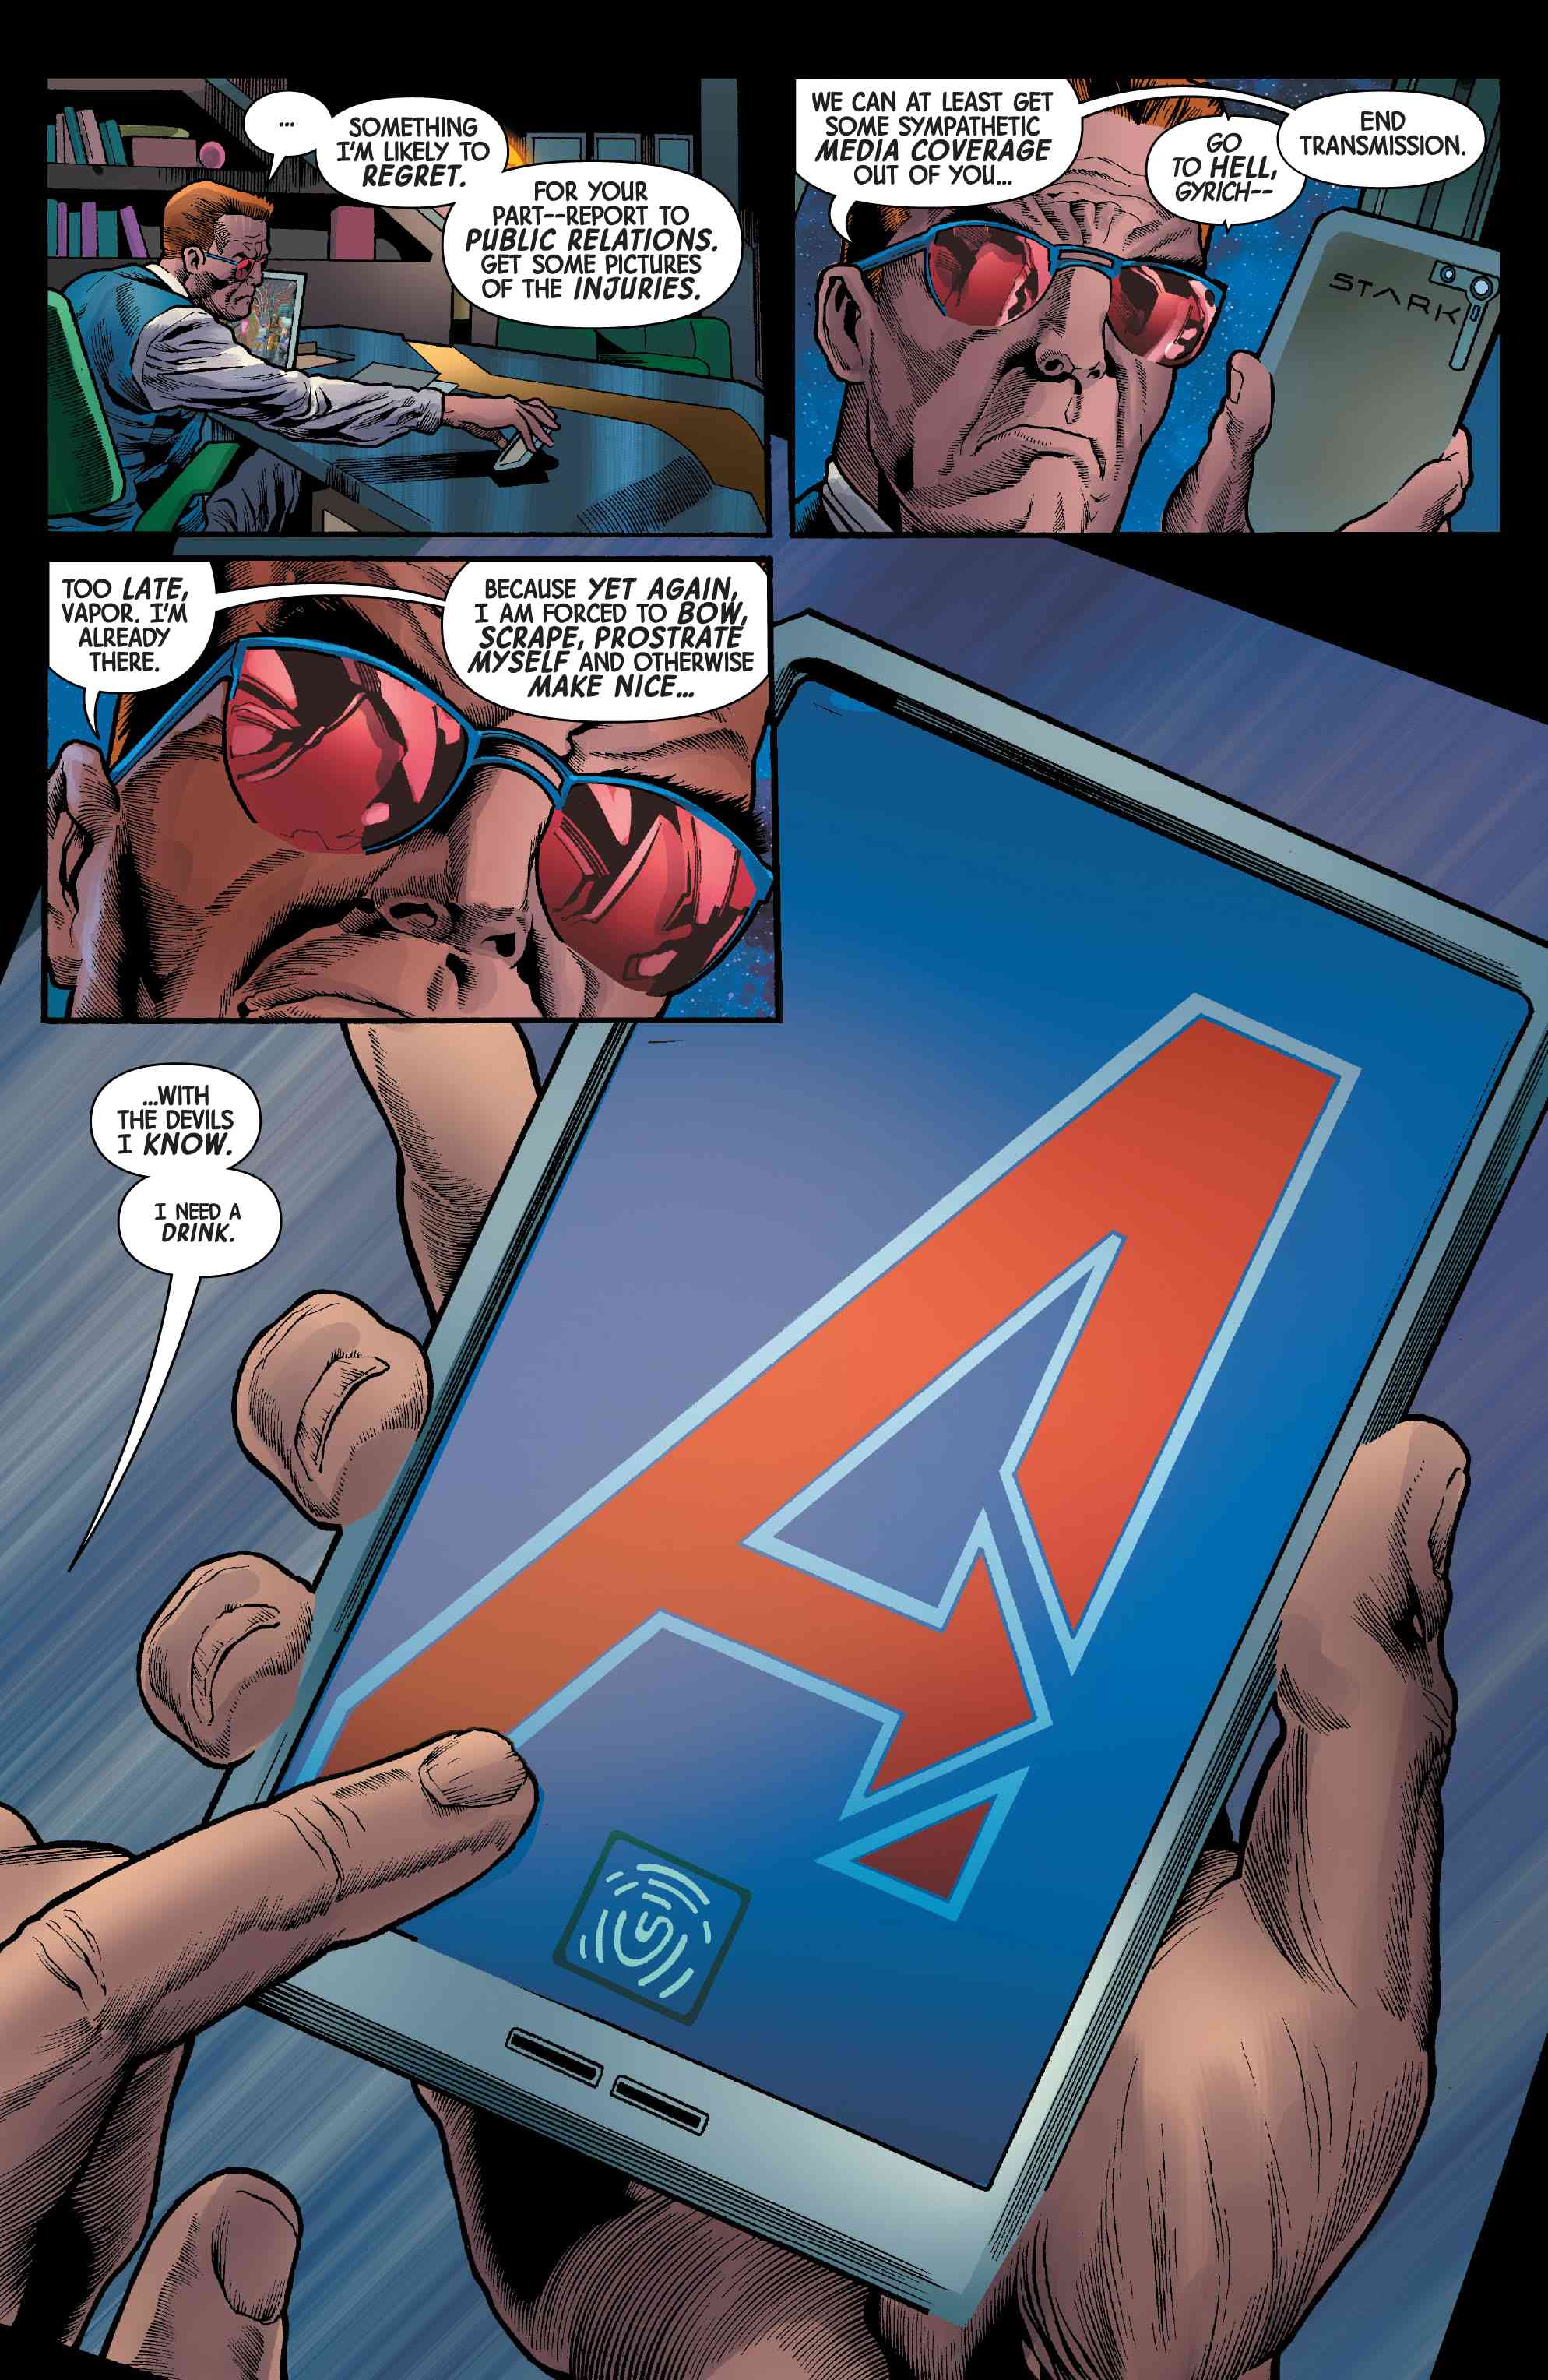 ...
SOMETHING
I'M LIKELY TO
REGRET.
FOR YOUR
PART--REPORT TO
PUBLIC RELATIONS.
GET SOME PICTURES
OF THE INJURIES.
WE CAN AT LEAST GET
SOME SYMPATHETIC
MEDIA COVERAGE
OUT OF YOU...
GO
TO HELL,
GYRICH--
END
TRANSMISSION.
STARK
TOO LATE,
VAPOR. I'M
ALREADY
THERE.
BECAUSE YET AGAIN,
I AM FORCED TO BOW,
SCRAPE, PROSTRATE
MYSELF AND OTHERWISE
MAKE NICE...
...WITH
THE DEVILS
I KNOW.
I NEED A
DRINK.
A